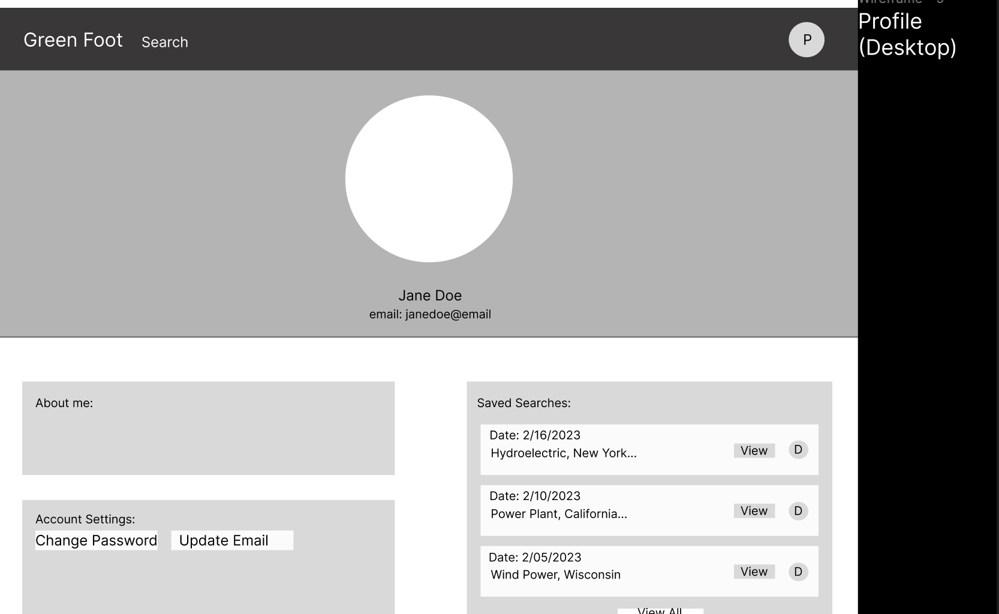 Wireframe - 3
Profile
(Desktop)
Green Foot
Search
P
Jane Doe
email: janedoe@email
About me:
Account Settings:
Change Password
Update Email
Saved Searches:
Date: 2/16/2023
Hydroelectric, New York...
View
D
Date: 2/10/2023
Power Plant, California...
View
D
Date: 2/05/2023
Wind Power, Wisconsin
View
D
View All